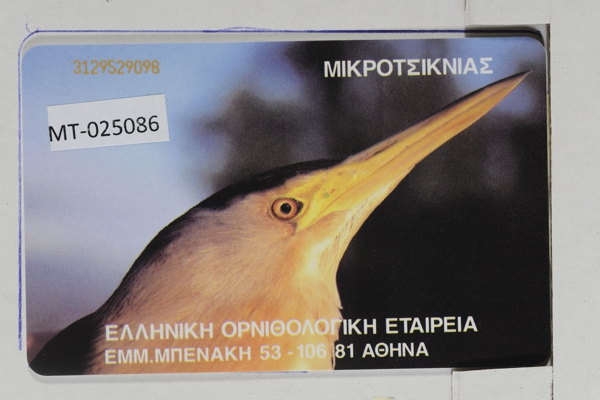 3129529098
ΜΙΚΡΟΤΣΙΚΝΙΑΣ
MT-025086
ΕΛΛΗΝΙΚΗ ΟΡΝΙΘΟΛΟΓΙΚΗ ΕΤΑΙΡΕΙΑ
ΕΜΜ.ΜΠΕΝΑΚΗ 53 - 106 81 ΑΘΗΝΑ